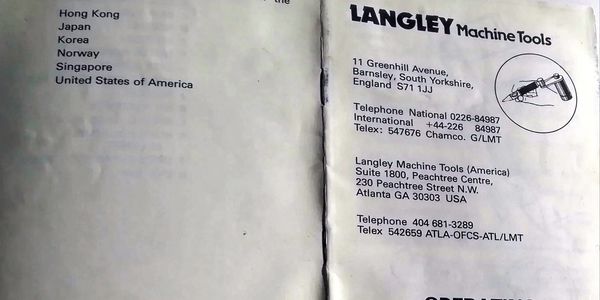 the
Hong Kong
Japan
Korea
Norway
Singapore
United States of America
LANGLEY Machine Tools
11 Greenhill Avenue,
Barnsley, South Yorkshire,
England S71 1JJ
Telephone National 0226-84987
International +44-226 84987
Telex: 547676 Chamco. G/LMT
Langley Machine Tools (America)
Suite 1800, Peachtree Centre,
230 Peachtree Street N.W.
Atlanta GA 30303 USA
Telephone 404 681-3289
Telex 542659 ATLA-OFCS-ATL/LMT